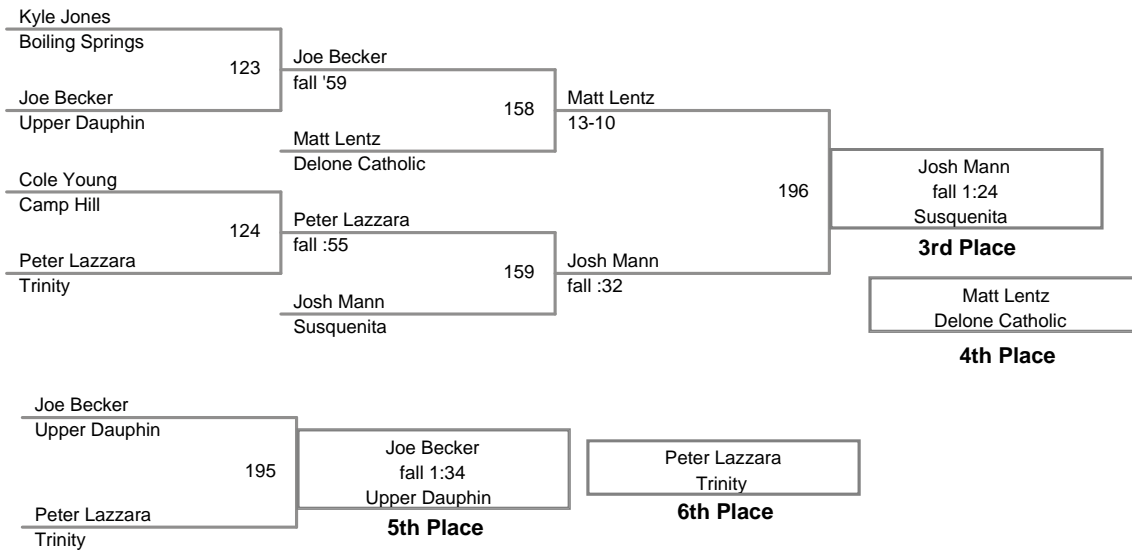 Kyle Jones
Boiling Springs
123
Joe Becker
fall '59
Joe Becker
Upper Dauphin
158
Matt Lentz
13-10
Matt Lentz
Delone Catholic
Cole Young
Camp Hill
196
Josh Mann
fall 1:24
Susquenita
3rd Place
124
Peter Lazzara
fall :55
Peter Lazzara
Trinity
159
Josh Mann
fall :32
Josh Mann
Susquenita
Matt Lentz
Delone Catholic
4th Place
Joe Becker
Upper Dauphin
195
Joe Becker
fall 1:34
Upper Dauphin
5th Place
Peter Lazzara
Trinity
6th Place
Peter Lazzara
Trinity